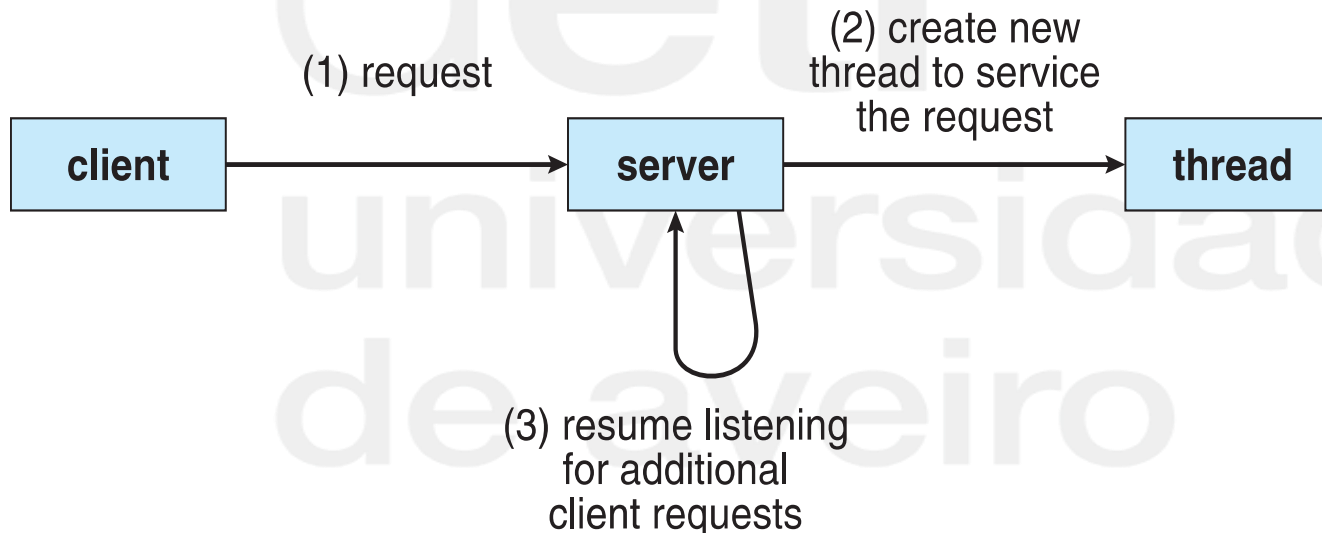 (1) request
(2) create new
thread to service
the request
client
server
thread
(3) resume listening
for additional
client requests
universidad
de aveiro